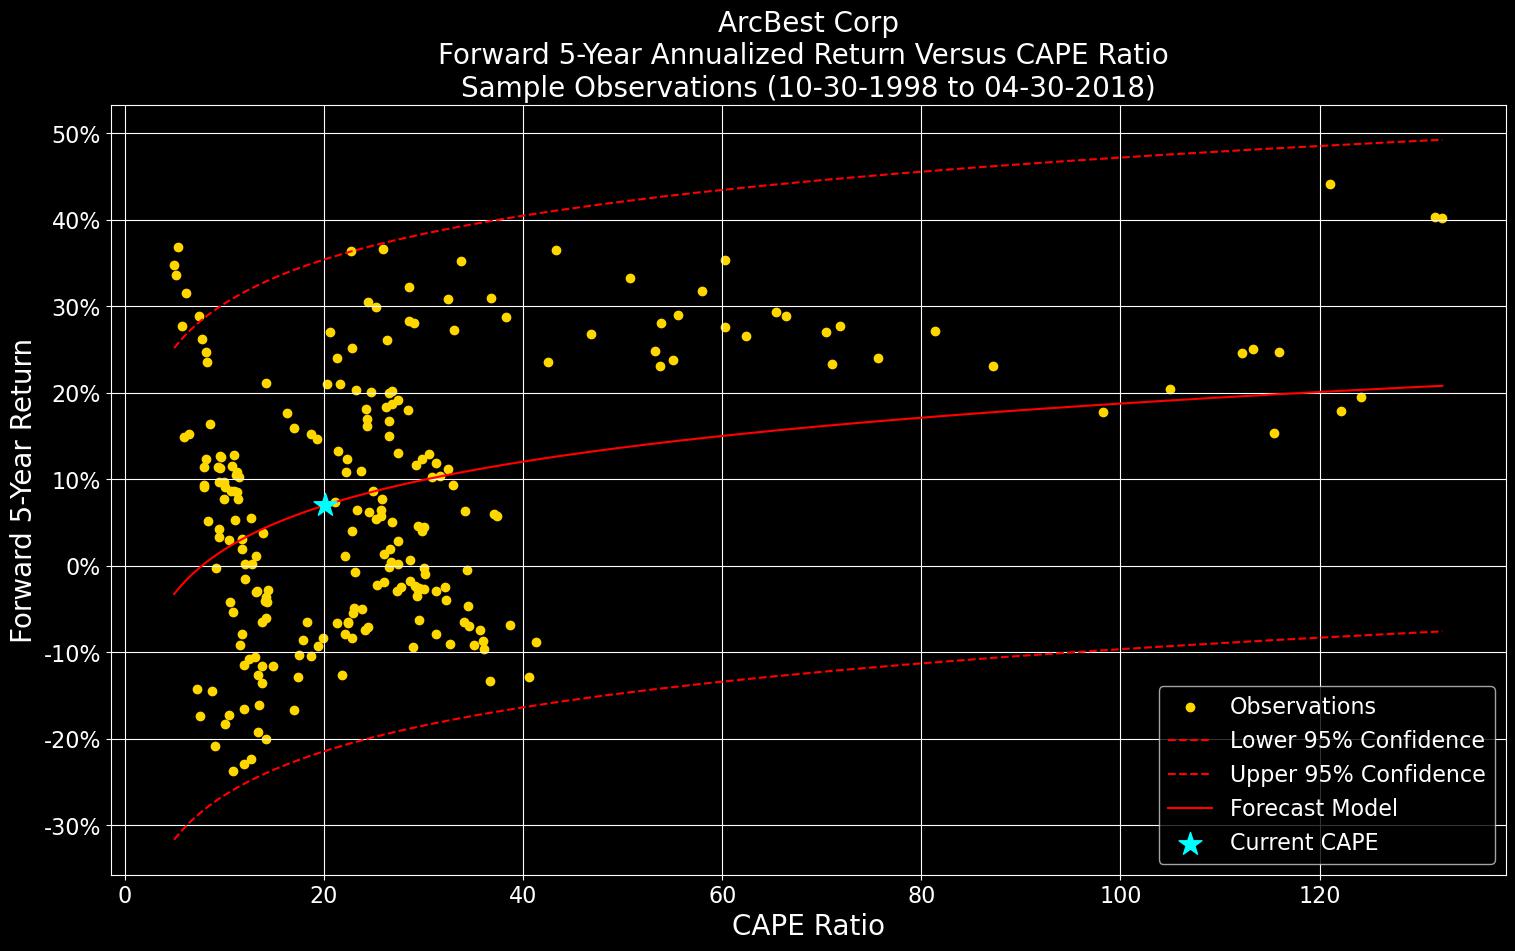 ArcBest Corp
Forward 5-Year Annualized Return Versus CAPE Ratio
Sample Observations (10-30-1998 to 04-30-2018)
Forward 5-Year Return
50%
40%
30%
20%
10%
0%
-10%
-20%
-30%
Observations
Lower 95% Confidence
Upper 95% Confidence
Forecast Model
Current CAPE
0 20 40 60 80 100 120
CAPE Ratio